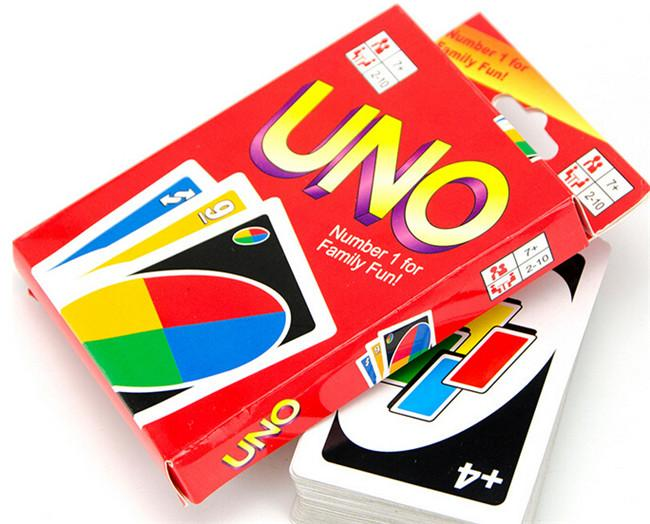 7+
2-10
UNO
Number 1 for
Family Fun!
9
Number 1 for
Family Fun!
7+
2-10
7+
2-10
UNO
+4